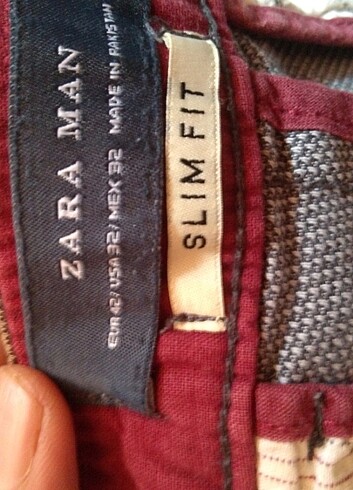 ZARA MAN
EUR 42/ USA 32/ MEX 32 MADE IN PAKISTAN
SLIM FIT